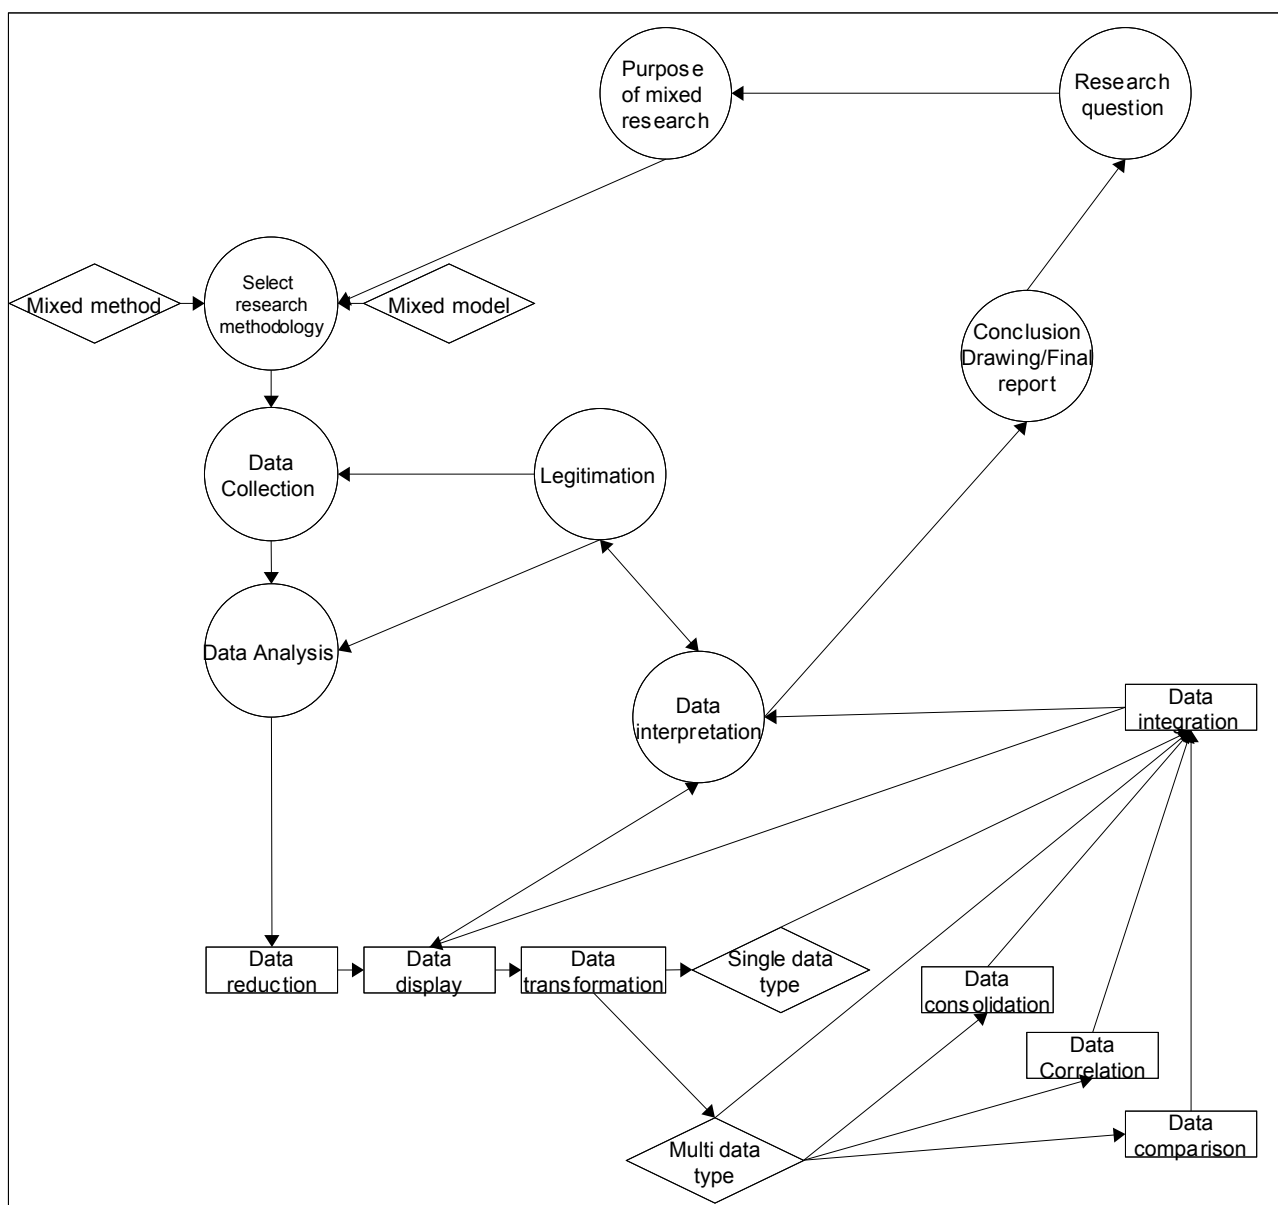 Purpose
of mixed
research
Research
question
Mixed method
Select
research
methodology
Mixed model
Conclusion
Drawing/Final
report
Data
Collection
Legitimation
Data Analysis
Data
interpretation
Data
integration
Data
reduction
Data
display
Data
transformation
Single data
type
Data
consolidation
Data
Correlation
Data
comparison
Multi data
type